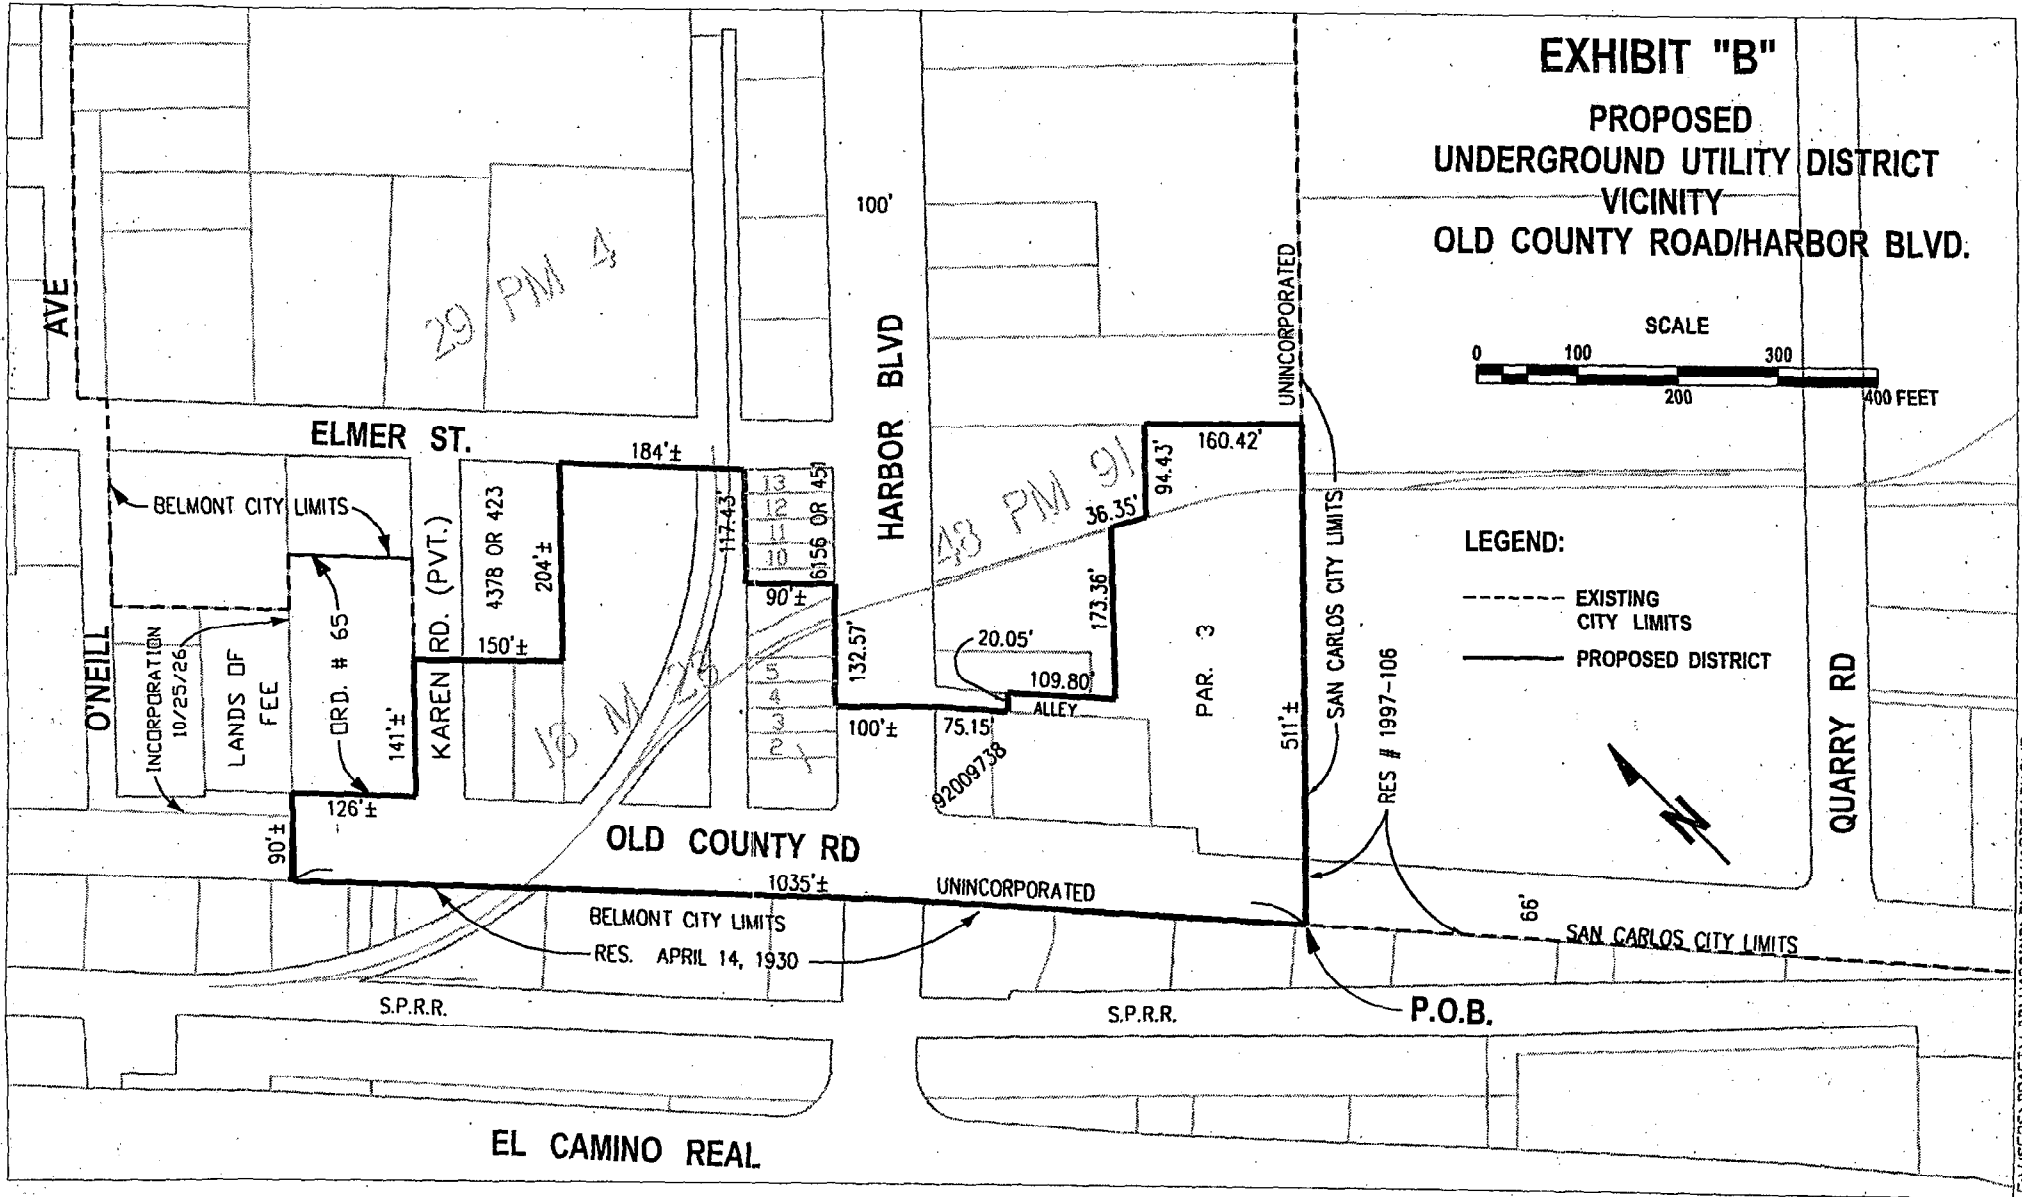 EXHIBIT "B"
PROPOSED
UNDERGROUND UTILITY DISTRICT
VICINITY
OLD COUNTY ROAD/HARBOR BLVD.
SCALE
0 100 300
200 400 FEET
LEGEND:
EXISTING
CITY LIMITS
PROPOSED DISTRICT
N
AVE
O'NEILL
29 PM 4
100'
HARBOR BLVD
UNINCORPORATED
ELMER ST.
184'±
160.42'
94.43'
48 PM 91
36.35'
BELMONT CITY LIMITS
KAREN RD. (PVT.)
4378 OR 423
204'±
117.43'
13
12
11
10
6156 OR 451
90'±
132.57'
173.36'
SAN CARLOS CITY LIMITS
INCORPORATION
10/25/26
LANDS OF
FEE
ORD. # 65
141'±'
150'±
18 M 23
5
4
3
2
1
20.05'
109.80'
ALLEY
100'±
75.15'
92009738
PAR. 3
511'±
RES # 1997-106
QUARRY RD
126'±
90'±
OLD COUNTY RD
1035'±
UNINCORPORATED
BELMONT CITY LIMITS
RES. APRIL 14, 1930
66'
SAN CARLOS CITY LIMITS
S.P.R.R.
S.P.R.R.
P.O.B.
EL CAMINO REAL